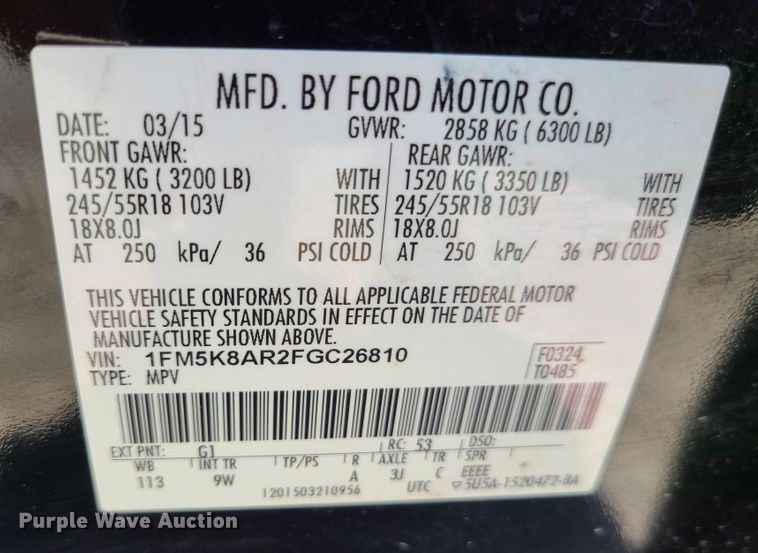 MFD. BY FORD MOTOR CO.
DATE: 03/15 GVWR: 2858 KG ( 6300 LB)
FRONT GAWR: REAR GAWR:
1452 KG ( 3200 LB) WITH 1520 KG ( 3350 LB) WITH
245/55R18 103V TIRES 245/55R18 103V TIRES
18X8.0J RIMS 18X8.0J RIMS
AT 250 kPa/ 36 PSI COLD AT 250 kPa/ 36 PSI COLD
THIS VEHICLE CONFORMS TO ALL APPLICABLE FEDERAL MOTOR
VEHICLE SAFETY STANDARDS IN EFFECT ON THE DATE OF
MANUFACTURE SHOWN ABOVE.
VIN: 1FM5K8AR2FGC26810 F0324
TYPE: MPV T0485
EXT PNT: G1 RC: 53 DSO:
WB INT TR TP/PS R AXLE TR SPR
113 9W A 3J C EEEE
1201503210956 UTC ▽5U5A-1520472-BA
Purple Wave Auction